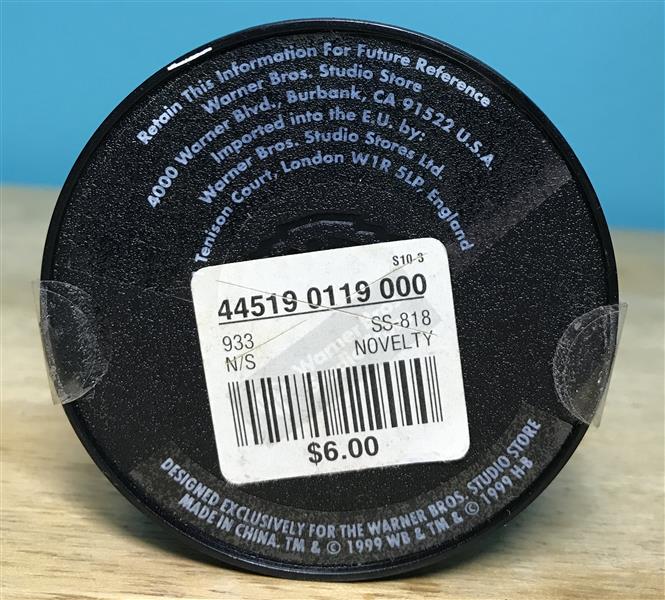 Retain This Information For Future Reference
Warner Bros. Studio Store
4000 Warner Blvd., Burbank, CA 91522 U.S.A.
Imported into the E.U. by:
Warner Bros. Studio Stores Ltd.
Tenison Court, London W1R 5LP, England
S10-3
44519 0119 000
933 SS-818
N/S NOVELTY
$6.00
DESIGNED EXCLUSIVELY FOR THE WARNER BROS. STUDIO STORE
MADE IN CHINA. TM & © 1999 WB & TM & © 1999 H-B